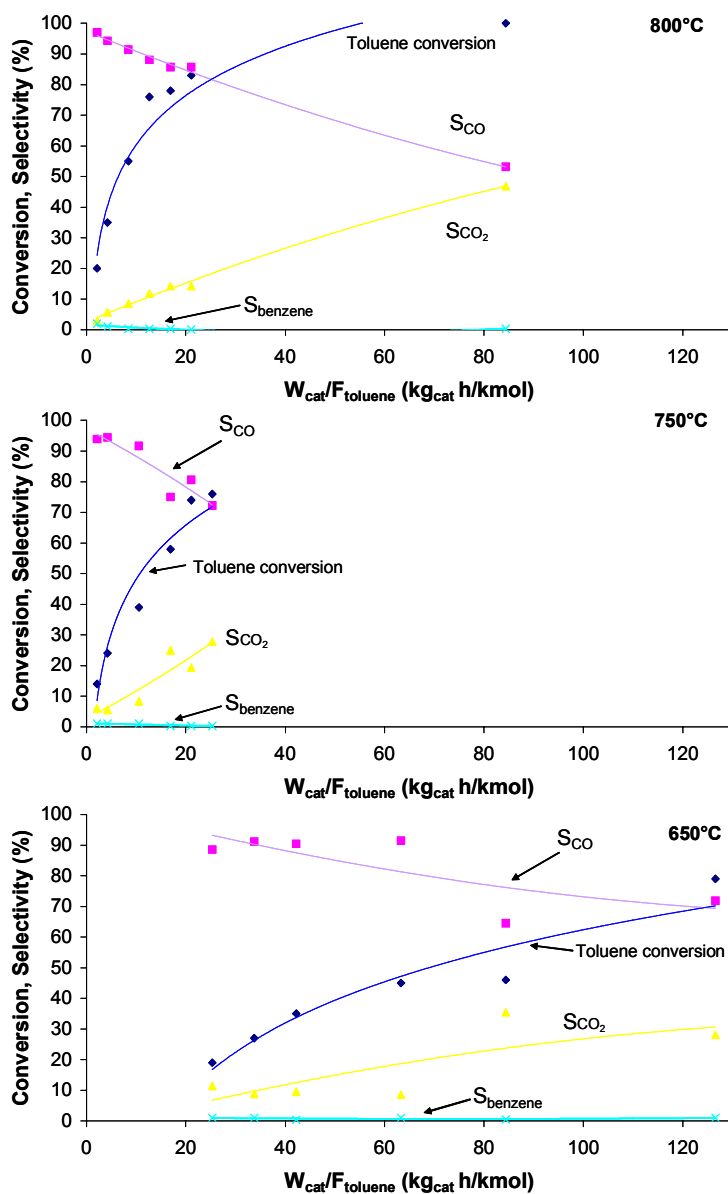 100
90
80
70
60
50
40
30
20
10
0
Conversion, Selectivity (%)
800°C
Toluene conversion
SCO
SCO2
Sbenzene
0 20 40 60 80 100 120
Wcat/Ftoluene (kgcat h/kmol)
100
90
80
70
60
50
40
30
20
10
0
Conversion, Selectivity (%)
750°C
SCO
Toluene conversion
SCO2
Sbenzene
0 20 40 60 80 100 120
Wcat/Ftoluene (kgcat h/kmol)
100
90
80
70
60
50
40
30
20
10
0
Conversion, Selectivity (%)
650°C
SCO
Toluene conversion
SCO2
Sbenzene
0 20 40 60 80 100 120
Wcat/Ftoluene (kgcat h/kmol)